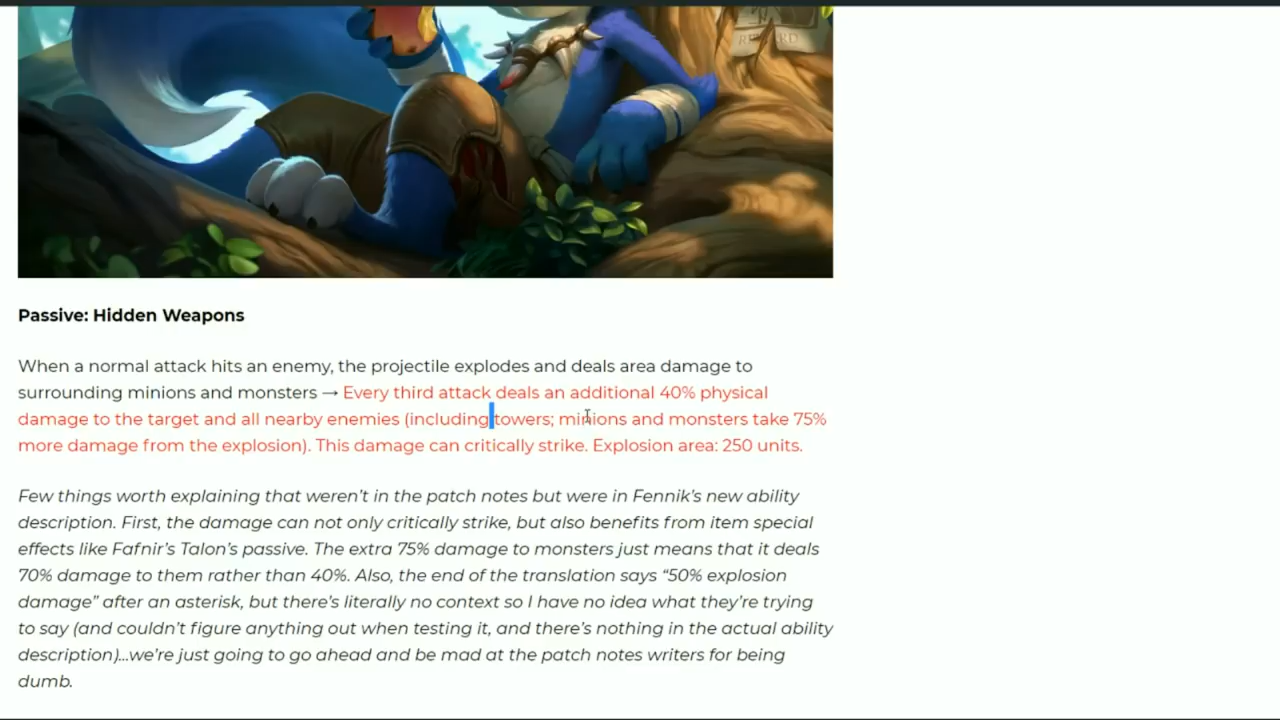 REWARD
Passive: Hidden Weapons
When a normal attack hits an enemy, the projectile explodes and deals area damage to
surrounding minions and monsters → Every third attack deals an additional 40% physical
damage to the target and all nearby enemies (including towers; minions and monsters take 75%
more damage from the explosion). This damage can critically strike. Explosion area: 250 units.
Few things worth explaining that weren't in the patch notes but were in Fennik's new ability
description. First, the damage can not only critically strike, but also benefits from item special
effects like Fafnir's Talon's passive. The extra 75% damage to monsters just means that it deals
70% damage to them rather than 40%. Also, the end of the translation says “50% explosion
damage” after an asterisk, but there's literally no context so I have no idea what they're trying
to say (and couldn't figure anything out when testing it, and there's nothing in the actual ability
description)...we're just going to go ahead and be mad at the patch notes writers for being
dumb.